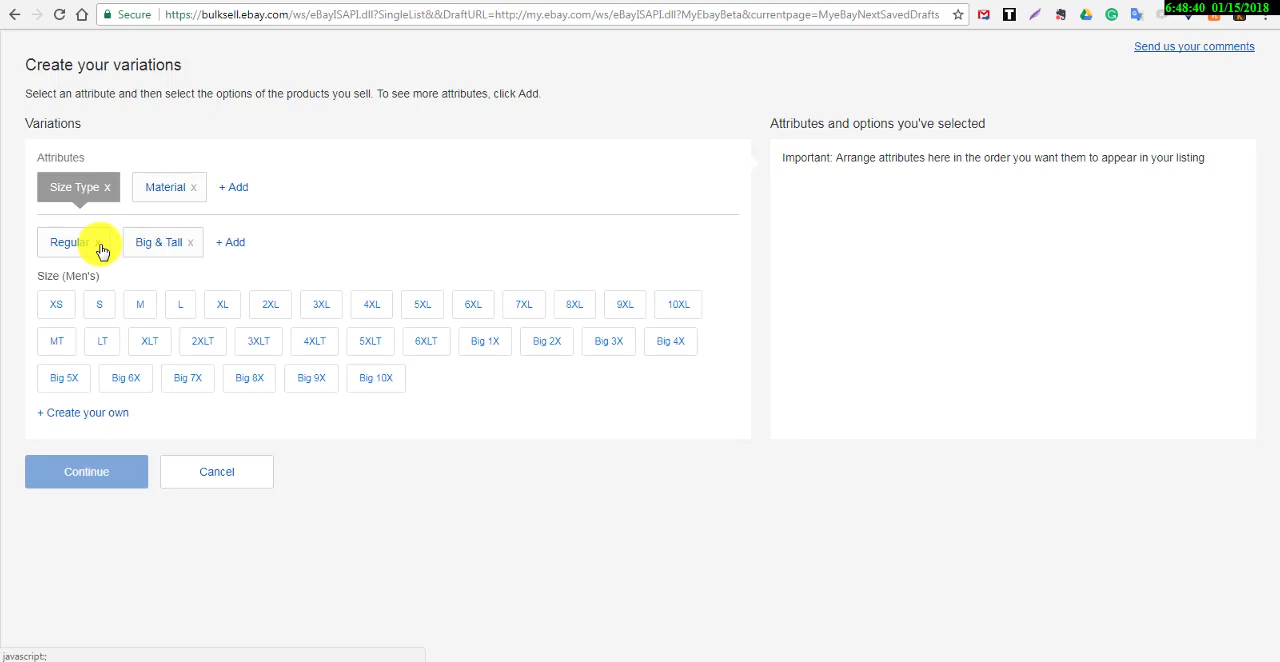 Secure https://bulksell.ebay.com/ws/eBayISAPI.dll?SingleList&&DraftURL=http://my.ebay.com/ws/eBayISAPI.dll?MyEbayBeta&currentpage=MyeBayNextSavedDrafts
6:48:40 01/15/2018
Send us your comments
Create your variations
Select an attribute and then select the options of the products you sell. To see more attributes, click Add.
Variations
Attributes and options you've selected
Attributes
Important: Arrange attributes here in the order you want them to appear in your listing
Size Type x Material x + Add
Regular x Big & Tall x + Add
Size (Men's)
XS S M L XL 2XL 3XL 4XL 5XL 6XL 7XL 8XL 9XL 10XL
MT LT XLT 2XLT 3XLT 4XLT 5XLT 6XLT Big 1X Big 2X Big 3X Big 4X
Big 5X Big 6X Big 7X Big 8X Big 9X Big 10X
+ Create your own
Continue Cancel
javascript:;